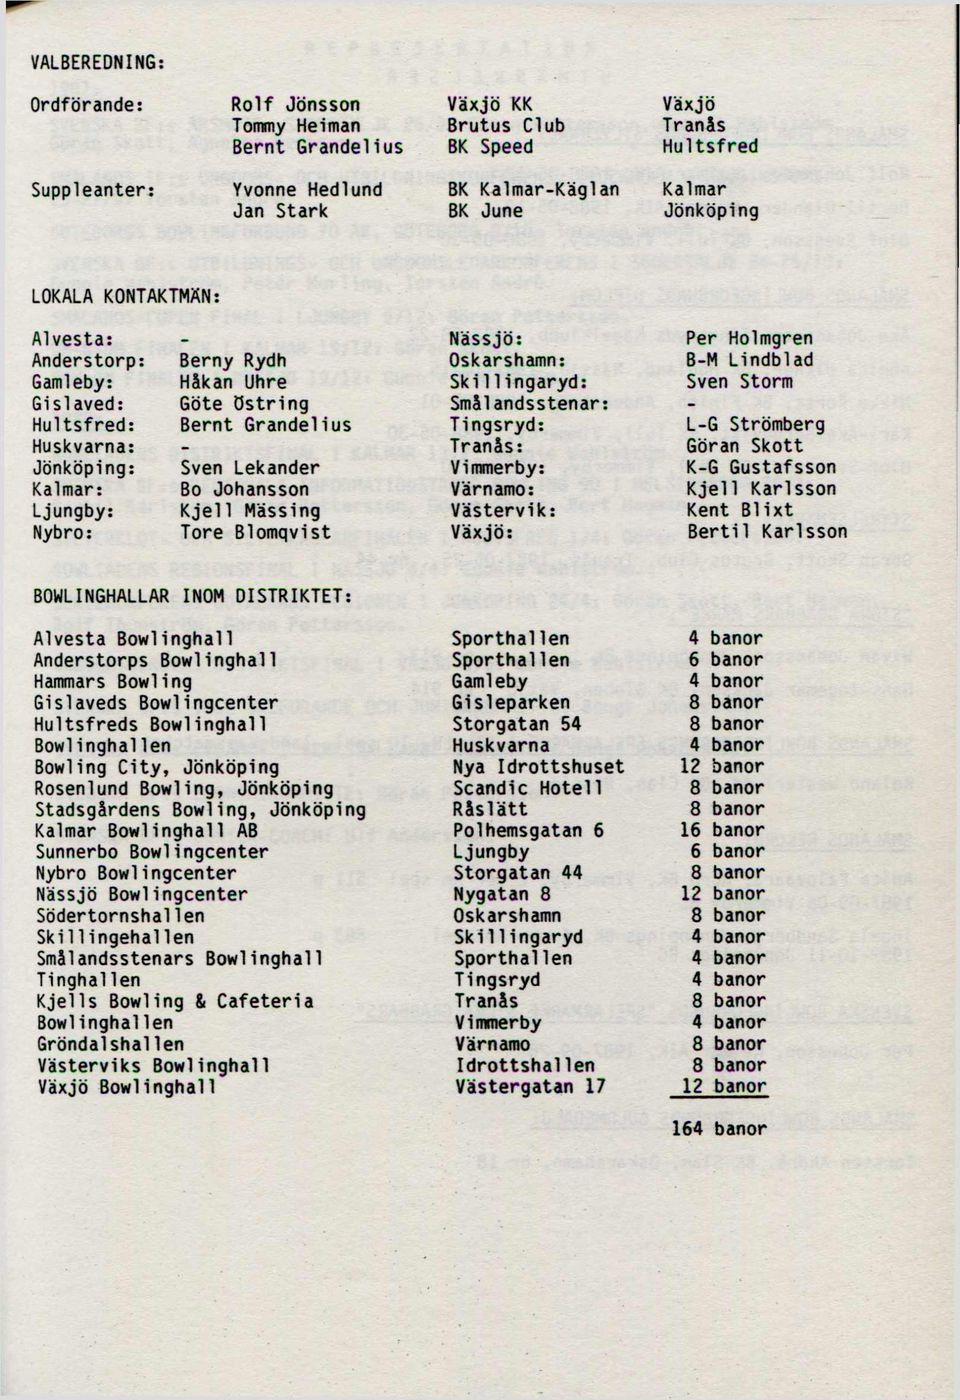 VALBEREDNING:
Ordförande: Rolf Jönsson Växjö KK Växjö
Tommy Heiman Brutus Club Tranås
Bernt Grandelius BK Speed Hultsfred
Suppleanter: Yvonne Hedlund BK Kalmar-Käglan Kalmar
Jan Stark BK June Jönköping
LOKALA KONTAKTMÄN:
Alvesta: - Nässjö: Per Holmgren
Anderstorp: Berny Rydh Oskarshamn: B-M Lindblad
Gamleby: Håkan Uhre Skillingaryd: Sven Storm
Gislaved: Göte Östring Smålandsstenar: -
Hultsfred: Bernt Grandelius Tingsryd: L-G Strömberg
Huskvarna: - Tranås: Göran Skott
Jönköping: Sven Lekander Vimmerby: K-G Gustafsson
Kalmar: Bo Johansson Värnamo: Kjell Karlsson
Ljungby: Kjell Mässing Västervik: Kent Blixt
Nybro: Tore Blomqvist Växjö: Bertil Karlsson
BOWLINGHALLAR INOM DISTRIKTET:
Alvesta Bowlinghall Sporthallen 4 banor
Anderstorps Bowlinghall Sporthallen 6 banor
Hammars Bowling Gamleby 4 banor
Gislaveds Bowlingcenter Gisleparken 8 banor
Hultsfreds Bowlinghall Storgatan 54 8 banor
Bowlinghallen Huskvarna 4 banor
Bowling City, Jönköping Nya Idrottshuset 12 banor
Rosenlund Bowling, Jönköping Scandic Hotell 8 banor
Stadsgårdens Bowling, Jönköping Råslätt 8 banor
Kalmar Bowlinghall AB Polhemsgatan 6 16 banor
Sunnerbo Bowlingcenter Ljungby 6 banor
Nybro Bowlingcenter Storgatan 44 8 banor
Nässjö Bowlingcenter Nygatan 8 12 banor
Södertornshallen Oskarshamn 8 banor
Skillingehallen Skillingaryd 4 banor
Smålandsstenars Bowlinghall Sporthallen 4 banor
Tinghallen Tingsryd 4 banor
Kjells Bowling & Cafeteria Tranås 8 banor
Bowlinghallen Vimmerby 4 banor
Gröndalshallen Värnamo 8 banor
Västerviks Bowlinghall Idrottshallen 8 banor
Växjö Bowlinghall Västergatan 17 12 banor
164 banor